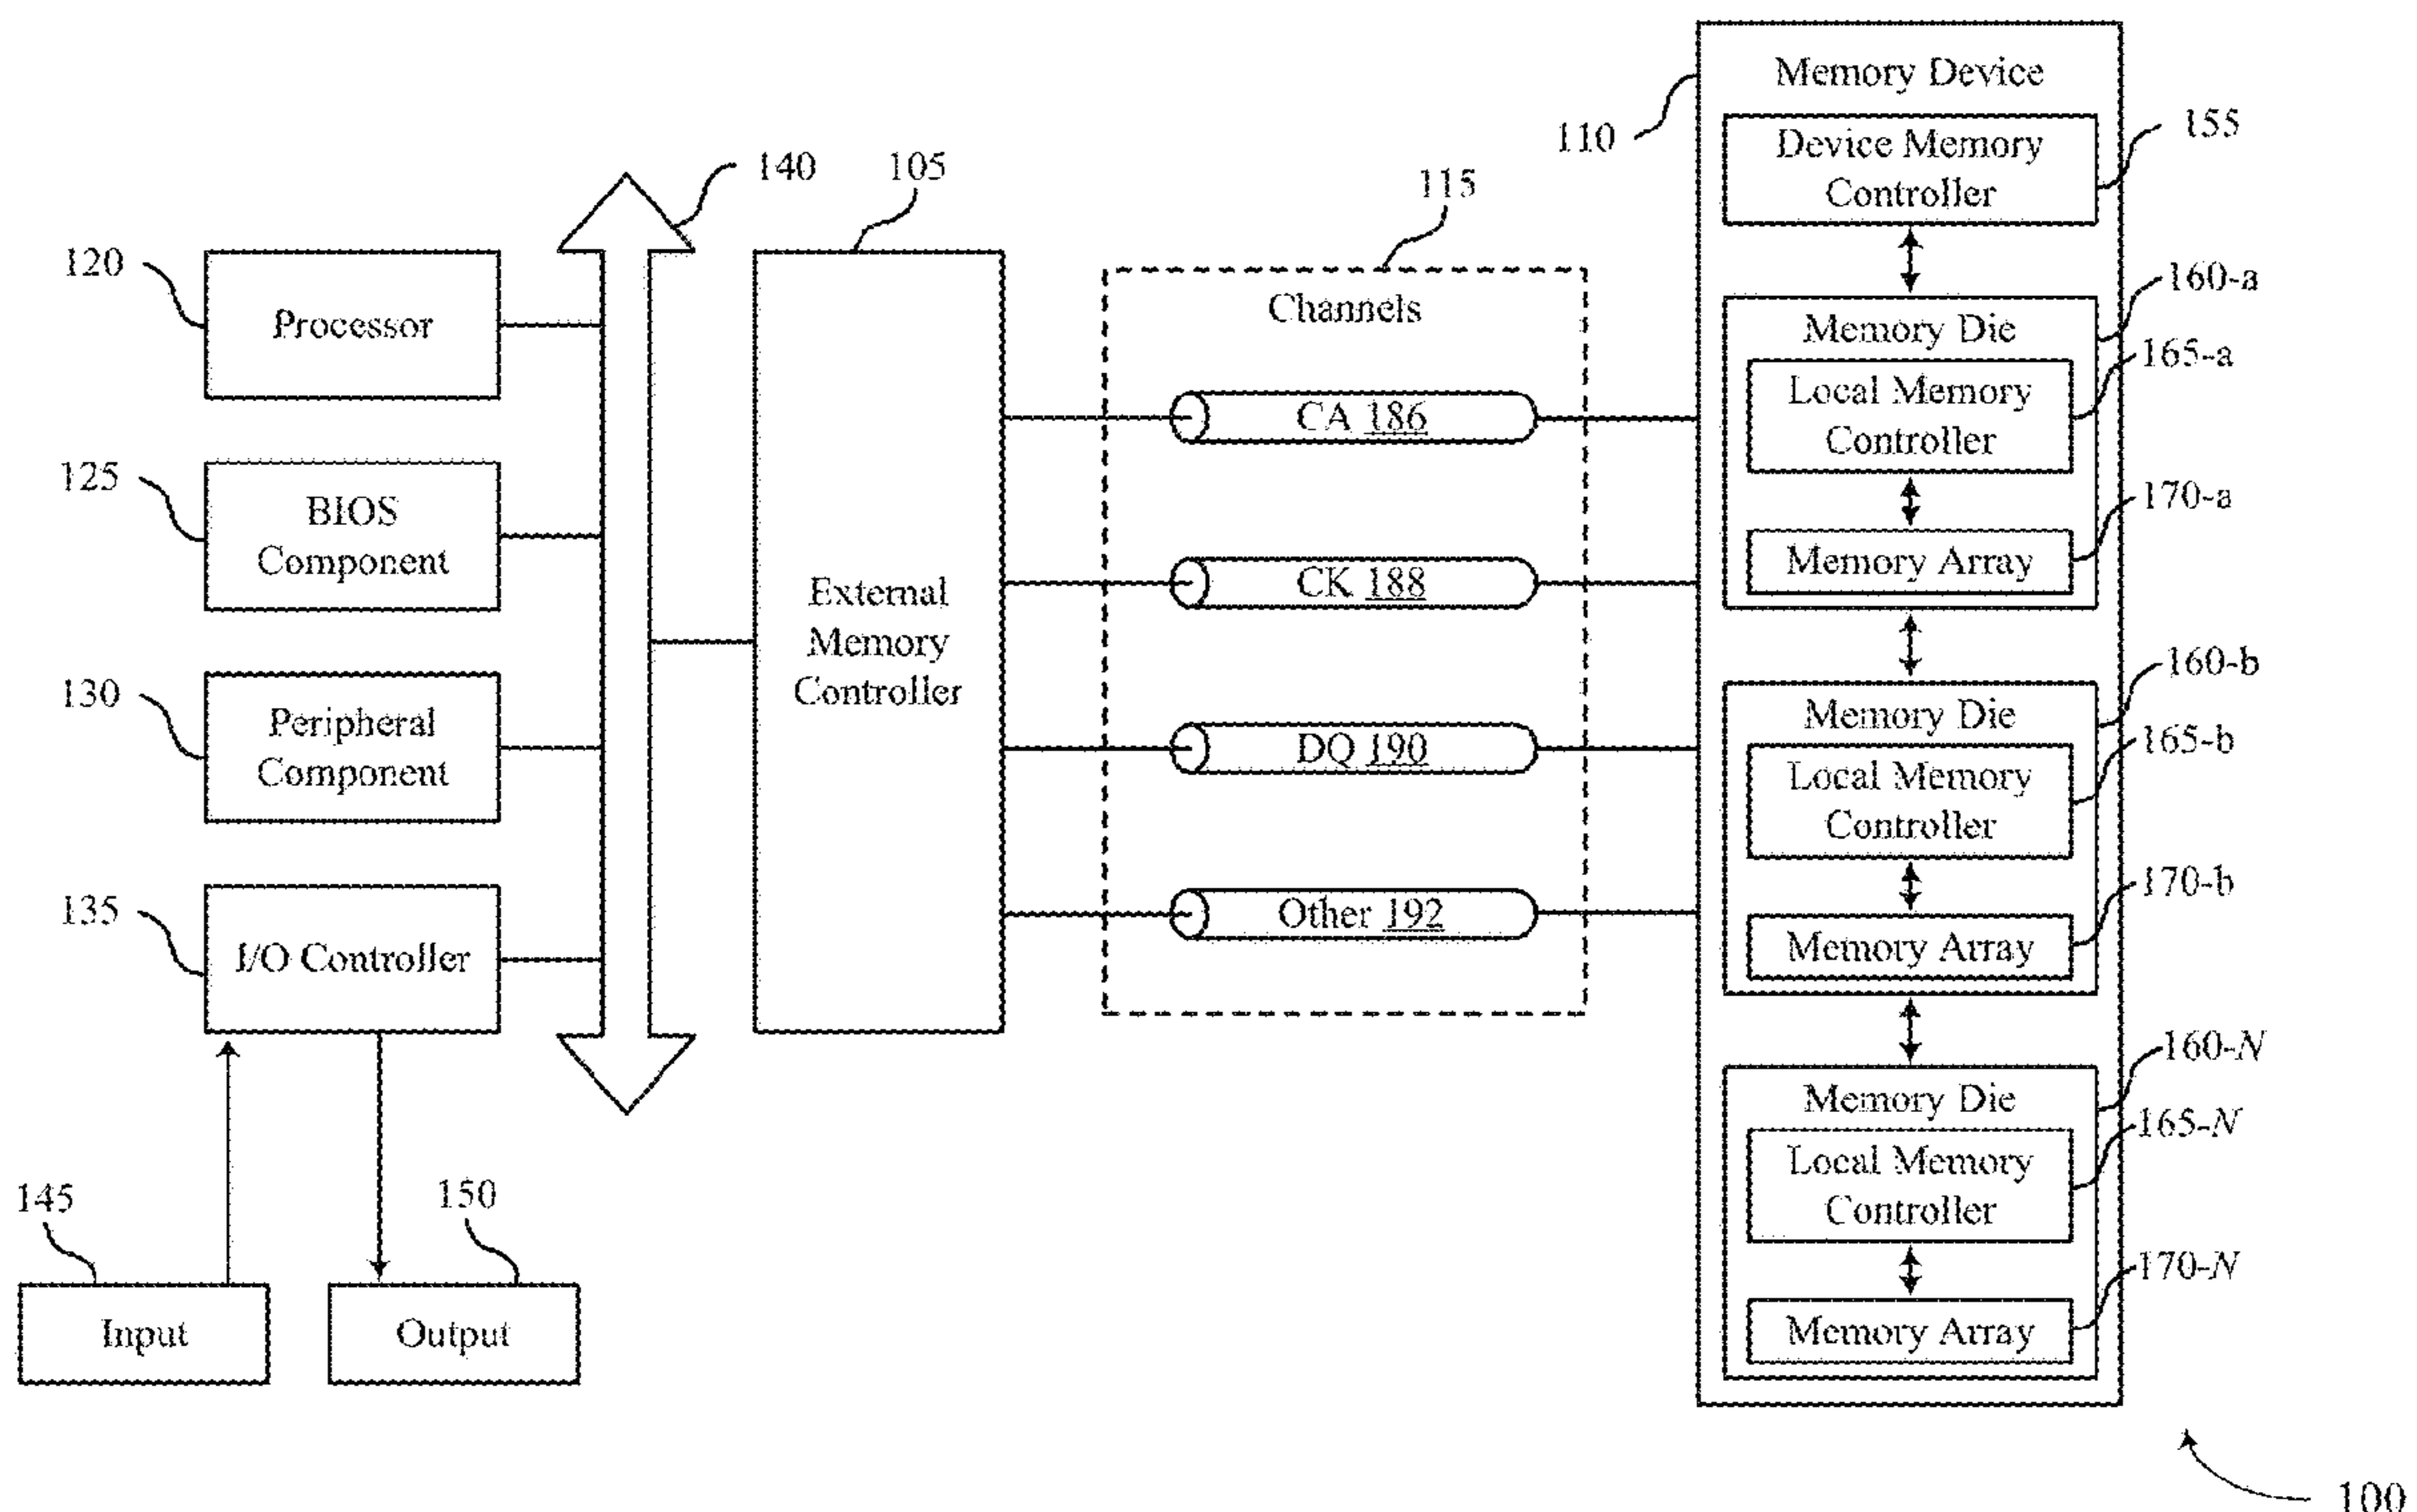 Memory Device
110
Device Memory
Controller
155
140
105
115
120
Processor
Channels
160-a
Memory Die
165-a
Local Memory
Controller
CA 186
125
BIOS
Component
170-a
Memory Array
CK 188
External
Memory
Controller
160-b
Memory Die
165-b
Local Memory
Controller
130
Peripheral
Component
DQ 190
170-b
Memory Array
135
I/O Controller
Other 192
160-N
Memory Die
165-N
Local Memory
Controller
145
150
170-N
Memory Array
Input
Output
100